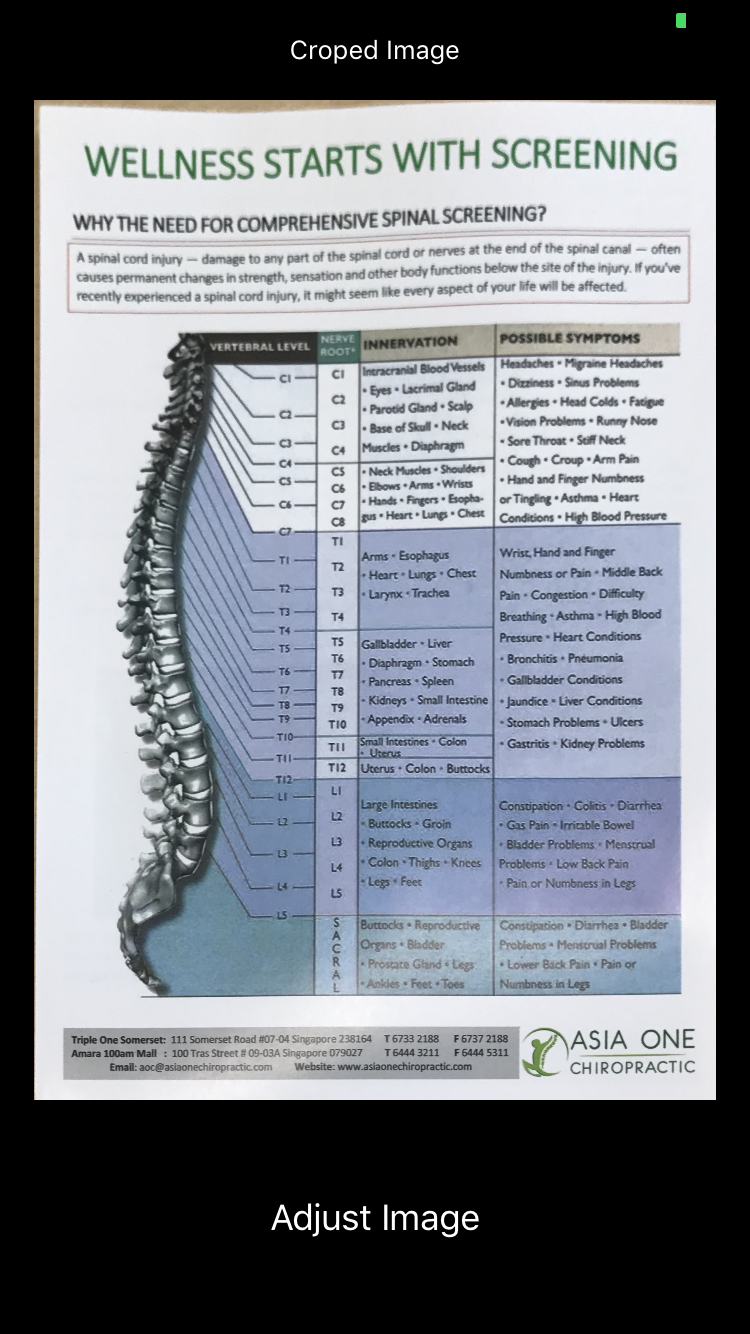 Croped Image
WELLNESS STARTS WITH SCREENING
WHY THE NEED FOR COMPREHENSIVE SPINAL SCREENING?
A spinal cord injury — damage to any part of the spinal cord or nerves at the end of the spinal canal — often
causes permanent changes in strength, sensation and other body functions below the site of the injury. If you've
recently experienced a spinal cord injury, it might seem like every aspect of your life will be affected.
VERTEBRAL LEVEL
C1
C2
C3
C4
C5
C6
C7
T1
T2
T3
T4
T5
T6
T7
T8
T9
T10
T11
T12
L1
L2
L3
L4
L5
NERVE
ROOT*
C1
C2
C3
C4
C5
C6
C7
C8
T1
T2
T3
T4
T5
T6
T7
T8
T9
T10
T11
T12
L1
L2
L3
L4
L5
S
A
C
R
A
L
INNERVATION
Intracranial Blood Vessels
• Eyes • Lacrimal Gland
• Parotid Gland • Scalp
• Base of Skull • Neck
Muscles • Diaphragm
• Neck Muscles • Shoulders
• Elbows • Arms • Wrists
• Hands • Fingers • Esopha-
gus • Heart • Lungs • Chest
Arms • Esophagus
• Heart • Lungs • Chest
• Larynx • Trachea
Gallbladder • Liver
• Diaphragm • Stomach
• Pancreas • Spleen
• Kidneys • Small Intestine
• Appendix • Adrenals
Small Intestines • Colon
• Uterus
Uterus • Colon • Buttocks
Large Intestines
• Buttocks • Groin
• Reproductive Organs
• Colon • Thighs • Knees
• Legs • Feet
Buttocks • Reproductive
Organs • Bladder
• Prostate Gland • Legs
• Ankles • Feet • Toes
POSSIBLE SYMPTOMS
Headaches • Migraine Headaches
• Dizziness • Sinus Problems
• Allergies • Head Colds • Fatigue
• Vision Problems • Runny Nose
• Sore Throat • Stiff Neck
• Cough • Croup • Arm Pain
• Hand and Finger Numbness
or Tingling • Asthma • Heart
Conditions • High Blood Pressure
Wrist, Hand and Finger
Numbness or Pain • Middle Back
Pain • Congestion • Difficulty
Breathing • Asthma • High Blood
Pressure • Heart Conditions
• Bronchitis • Pneumonia
• Gallbladder Conditions
• Jaundice • Liver Conditions
• Stomach Problems • Ulcers
• Gastritis • Kidney Problems
Constipation • Colitis • Diarrhea
• Gas Pain • Irritable Bowel
• Bladder Problems • Menstrual
Problems • Low Back Pain
• Pain or Numbness in Legs
Constipation • Diarrhea • Bladder
Problems • Menstrual Problems
• Lower Back Pain • Pain or
Numbness in Legs
Triple One Somerset: 111 Somerset Road #07-04 Singapore 238164 T 6733 2188 F 6737 2188
Amara 100am Mall : 100 Tras Street # 09-03A Singapore 079027 T 6444 3211 F 6444 5311
Email: aoc@asiaonechiropractic.com Website: www.asiaonechiropractic.com
ASIA ONE
CHIROPRACTIC
Adjust Image